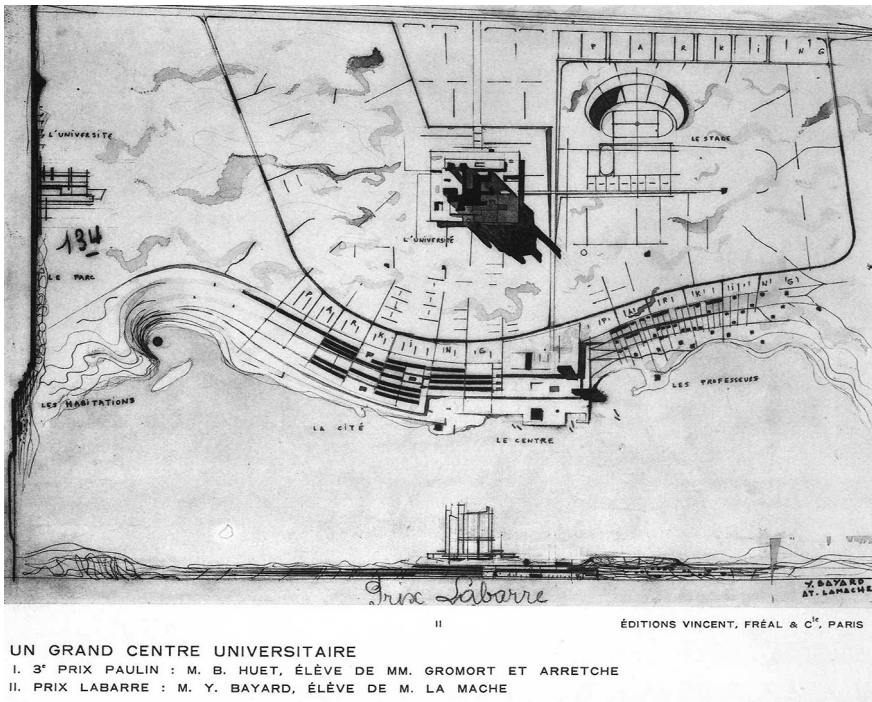 PARKING
L'UNIVERSITÉ
LE STADE
134
L'UNIVERSITÉ
LE PARC
PARKING
PARKING
LES HABITATIONS
LES PROFESSEURS
LA CITÉ
LE CENTRE
Prix Labarre
Y. BAYARD
AT. LAMACHE
II
ÉDITIONS VINCENT, FRÉAL & Cie, PARIS
UN GRAND CENTRE UNIVERSITAIRE
I. 3e PRIX PAULIN : M. B. HUET, ÉLÈVE DE MM. GROMORT ET ARRETCHE
II. PRIX LABARRE : M. Y. BAYARD, ÉLÈVE DE M. LA MACHE